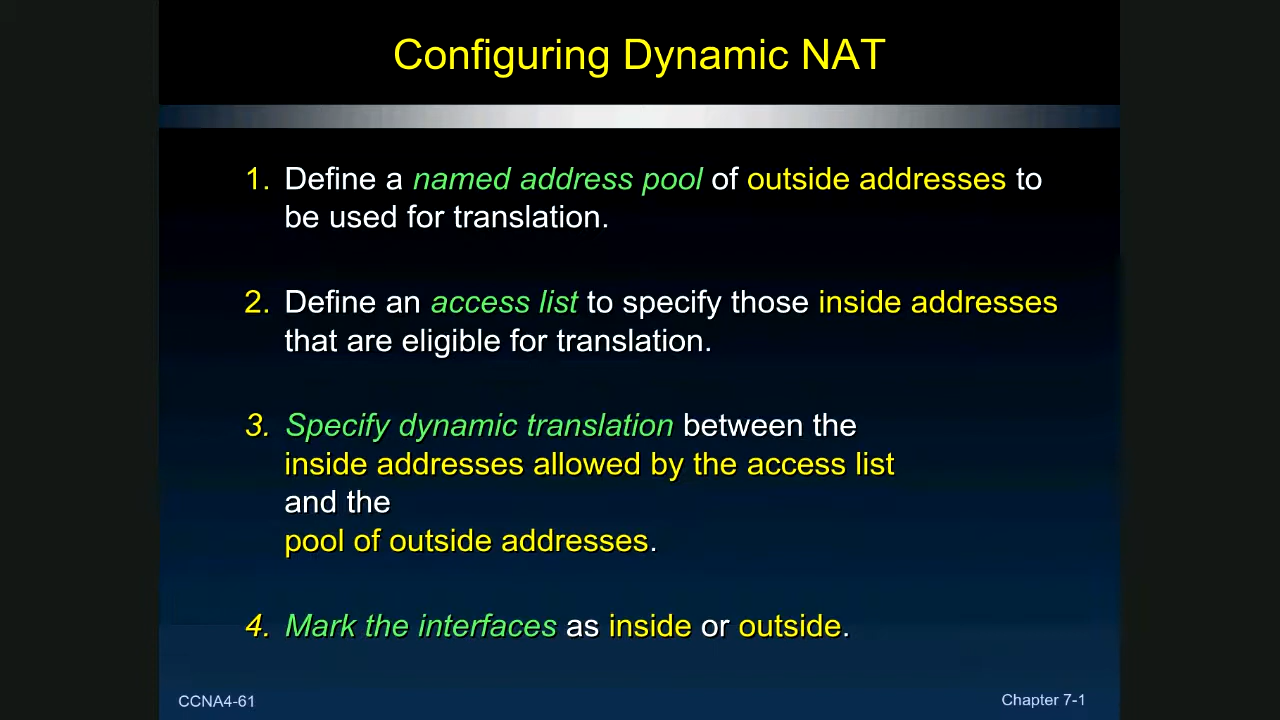 Configuring Dynamic NAT
1. Define a named address pool of outside addresses to
be used for translation.
2. Define an access list to specify those inside addresses
that are eligible for translation.
3. Specify dynamic translation between the
inside addresses allowed by the access list
and the
pool of outside addresses.
4. Mark the interfaces as inside or outside.
CCNA4-61
Chapter 7-1